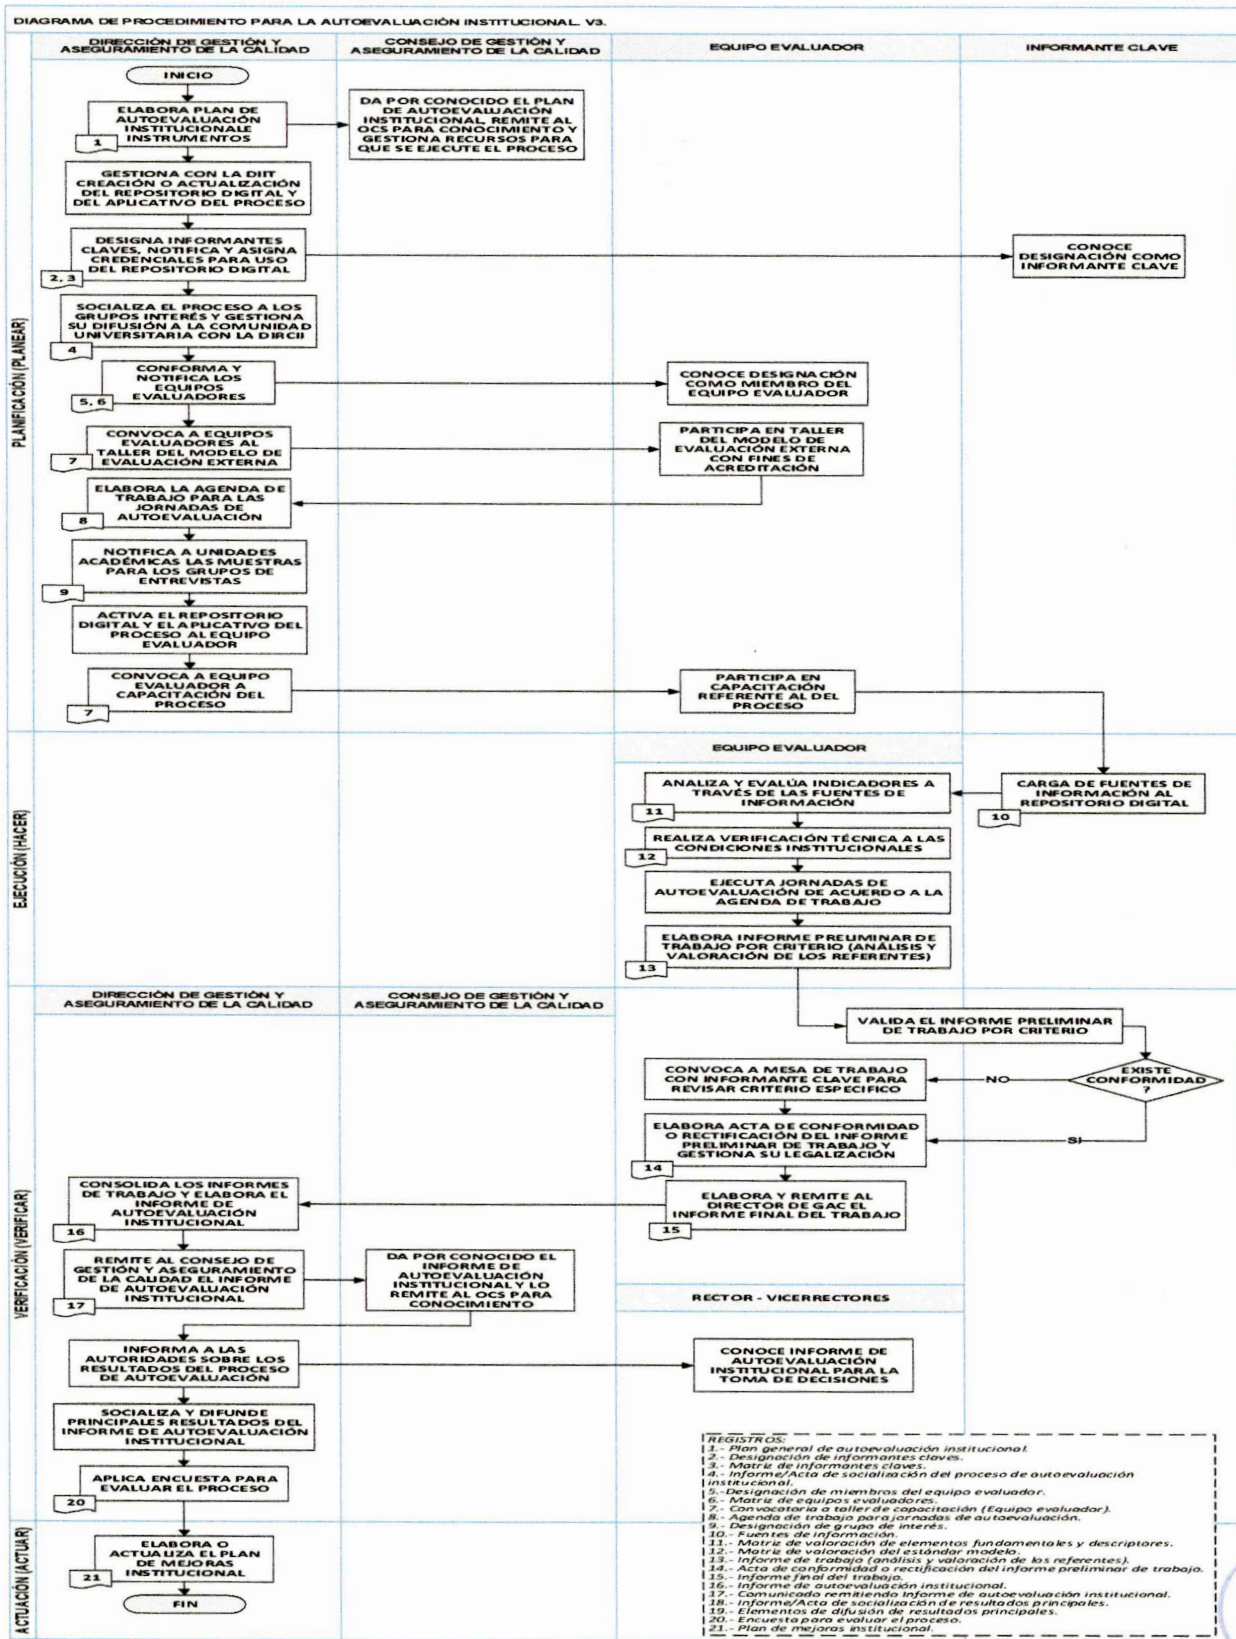 DIAGRAMA DE PROCEDIMIENTO PARA LA AUTOEVALUACIÓN INSTITUCIONAL. V3.
DIRECCIÓN DE GESTIÓN Y
ASEGURAMIENTO DE LA CALIDAD
CONSEJO DE GESTIÓN Y
ASEGURAMIENTO DE LA CALIDAD
EQUIPO EVALUADOR
INFORMANTE CLAVE
PLANIFICACIÓN (PLANEAR)
INICIO
ELABORA PLAN DE
AUTOEVALUACIÓN
INSTITUCIONAL E
INSTRUMENTOS
1
DA POR CONOCIDO EL PLAN
DE AUTOEVALUACIÓN
INSTITUCIONAL, REMITE AL
OCS PARA CONOCIMIENTO Y
GESTIONA RECURSOS PARA
QUE SE EJECUTE EL PROCESO
GESTIONA CON LA DIIT
CREACIÓN O ACTUALIZACIÓN
DEL REPOSITORIO DIGITAL Y
DEL APLICATIVO DEL PROCESO
DESIGNA INFORMANTES
CLAVES, NOTIFICA Y ASIGNA
CREDENCIALES PARA USO
DEL REPOSITORIO DIGITAL
2, 3
CONOCE
DESIGNACIÓN COMO
INFORMANTE CLAVE
SOCIALIZA EL PROCESO A LOS
GRUPOS INTERÉS Y GESTIONA
SU DIFUSIÓN A LA COMUNIDAD
UNIVERSITARIA CON LA DIRCII
4
CONFORMA Y
NOTIFICA LOS
EQUIPOS
EVALUADORES
5, 6
CONOCE DESIGNACIÓN
COMO MIEMBRO DEL
EQUIPO EVALUADOR
CONVOCA A EQUIPOS
EVALUADORES AL
TALLER DEL MODELO DE
EVALUACIÓN EXTERNA
7
PARTICIPA EN TALLER
DEL MODELO DE
EVALUACIÓN EXTERNA
CON FINES DE
ACREDITACIÓN
ELABORA LA AGENDA DE
TRABAJO PARA LAS
JORNADAS DE
AUTOEVALUACIÓN
8
NOTIFICA A UNIDADES
ACADÉMICAS LAS MUESTRAS
PARA LOS GRUPOS DE
ENTREVISTAS
9
ACTIVA EL REPOSITORIO
DIGITAL Y EL APLICATIVO DEL
PROCESO AL EQUIPO
EVALUADOR
CONVOCA A EQUIPO
EVALUADOR A
CAPACITACIÓN DEL
PROCESO
7
PARTICIPA EN
CAPACITACIÓN
REFERENTE AL DEL
PROCESO
EJECUCIÓN (HACER)
EQUIPO EVALUADOR
ANALIZA Y EVALÚA INDICADORES A
TRAVÉS DE LAS FUENTES DE
INFORMACIÓN
11
CARGA DE FUENTES DE
INFORMACIÓN AL
REPOSITORIO DIGITAL
10
REALIZA VERIFICACIÓN TÉCNICA A LAS
CONDICIONES INSTITUCIONALES
12
EJECUTA JORNADAS DE
AUTOEVALUACIÓN DE ACUERDO A LA
AGENDA DE TRABAJO
ELABORA INFORME PRELIMINAR DE
TRABAJO POR CRITERIO (ANÁLISIS Y
VALORACIÓN DE LOS REFERENTES)
13
VERIFICACIÓN (VERIFICAR)
DIRECCIÓN DE GESTIÓN Y
ASEGURAMIENTO DE LA CALIDAD
CONSEJO DE GESTIÓN Y
ASEGURAMIENTO DE LA CALIDAD
VALIDA EL INFORME PRELIMINAR
DE TRABAJO POR CRITERIO
EXISTE
CONFORMIDAD
?
NO
SI
CONVOCA A MESA DE TRABAJO
CON INFORMANTE CLAVE PARA
REVISAR CRITERIO ESPECIFICO
ELABORA ACTA DE CONFORMIDAD
O RECTIFICACIÓN DEL INFORME
PRELIMINAR DE TRABAJO Y
GESTIONA SU LEGALIZACIÓN
14
ELABORA Y REMITE AL
DIRECTOR DE GAC EL
INFORME FINAL DEL TRABAJO
15
CONSOLIDA LOS INFORMES
DE TRABAJO Y ELABORA EL
INFORME DE
AUTOEVALUACIÓN
INSTITUCIONAL
16
REMITE AL CONSEJO DE
GESTIÓN Y ASEGURAMIENTO
DE LA CALIDAD EL INFORME
DE AUTOEVALUACIÓN
INSTITUCIONAL
17
DA POR CONOCIDO EL
INFORME DE
AUTOEVALUACIÓN
INSTITUCIONAL Y LO
REMITE AL OCS PARA
CONOCIMIENTO
RECTOR - VICERRECTORES
INFORMA A LAS
AUTORIDADES SOBRE LOS
RESULTADOS DEL PROCESO
DE AUTOEVALUACIÓN
CONOCE INFORME DE
AUTOEVALUACIÓN
INSTITUCIONAL PARA LA
TOMA DE DECISIONES
SOCIALIZA Y DIFUNDE
PRINCIPALES RESULTADOS DEL
INFORME DE AUTOEVALUACIÓN
INSTITUCIONAL
APLICA ENCUESTA PARA
EVALUAR EL PROCESO
20
ACTUACIÓN (ACTUAR)
ELABORA O
ACTUALIZA EL PLAN
DE MEJORAS
INSTITUCIONAL
21
FIN
REGISTROS:
1.- Plan general de autoevaluación institucional.
2.- Designación de informantes claves.
3.- Matriz de informantes claves.
4.- Informe/Acta de socialización del proceso de autoevaluación
institucional.
5.-Designación de miembros del equipo evaluador.
6.- Matriz de equipos evaluadores.
7.- Convocatoria a taller de capacitación (Equipo evaluador).
8.- Agenda de trabajo para jornadas de autoevaluación.
9.- Designación de grupo de interés.
10.- Fuentes de información.
11.- Matriz de valoración de elementos fundamentales y descriptores.
12.- Matriz de valoración del estándar modelo.
13.- Informe de trabajo (análisis y valoración de los referentes).
14.- Acta de conformidad o rectificación del informe preliminar de trabajo.
15.- Informe final del trabajo.
16.- Informe de autoevaluación institucional.
17.- Comunicado remitiendo Informe de autoevaluación institucional.
18.- Informe/Acta de socialización de resultados principales.
19.- Elementos de difusión de resultados principales.
20.- Encuesta para evaluar el proceso.
21.- Plan de mejoras institucional.